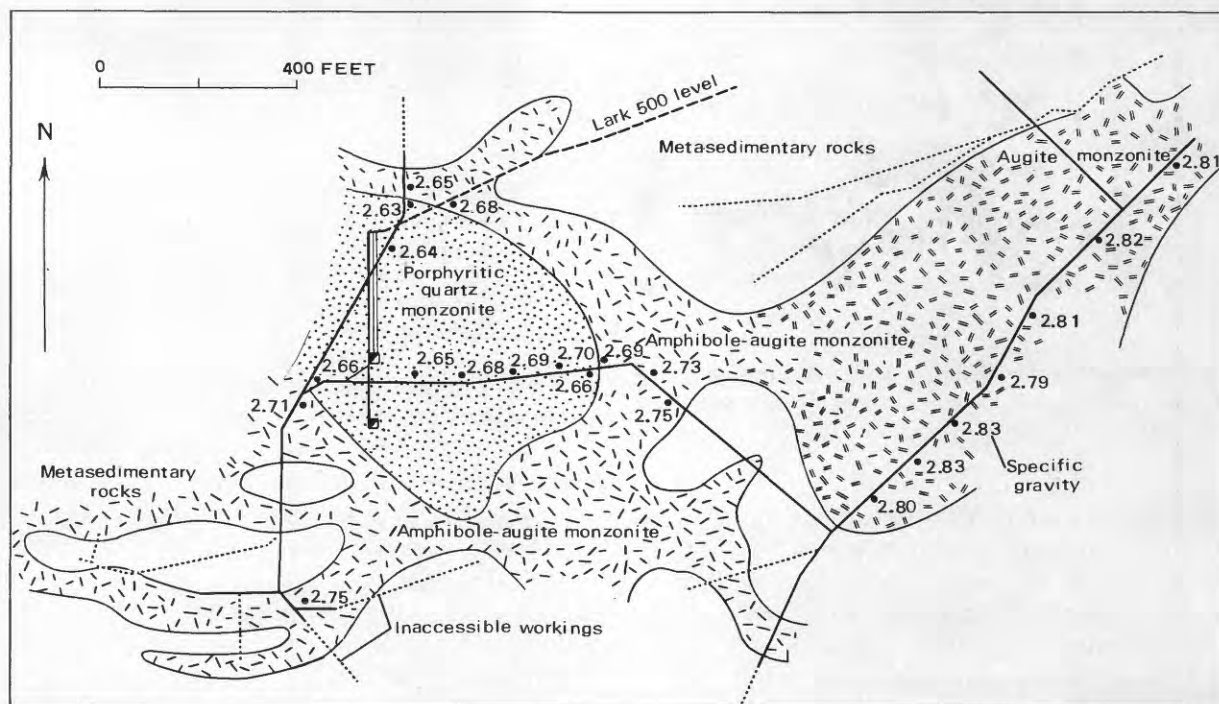 0 400 FEET
N
Lark 500 level
Metasedimentary rocks
Augite monzonite
2.81
2.65
2.63
2.68
2.82
2.64
Porphyritic
quartz
monzonite
2.81
Amphibole-augite monzonite
2.66
2.65
2.68
2.69
2.70
2.69
2.66
2.73
2.79
2.71
2.75
2.83
Metasedimentary
rocks
2.83
Specific
gravity
2.80
Amphibole-augite monzonite
2.75
Inaccessible workings